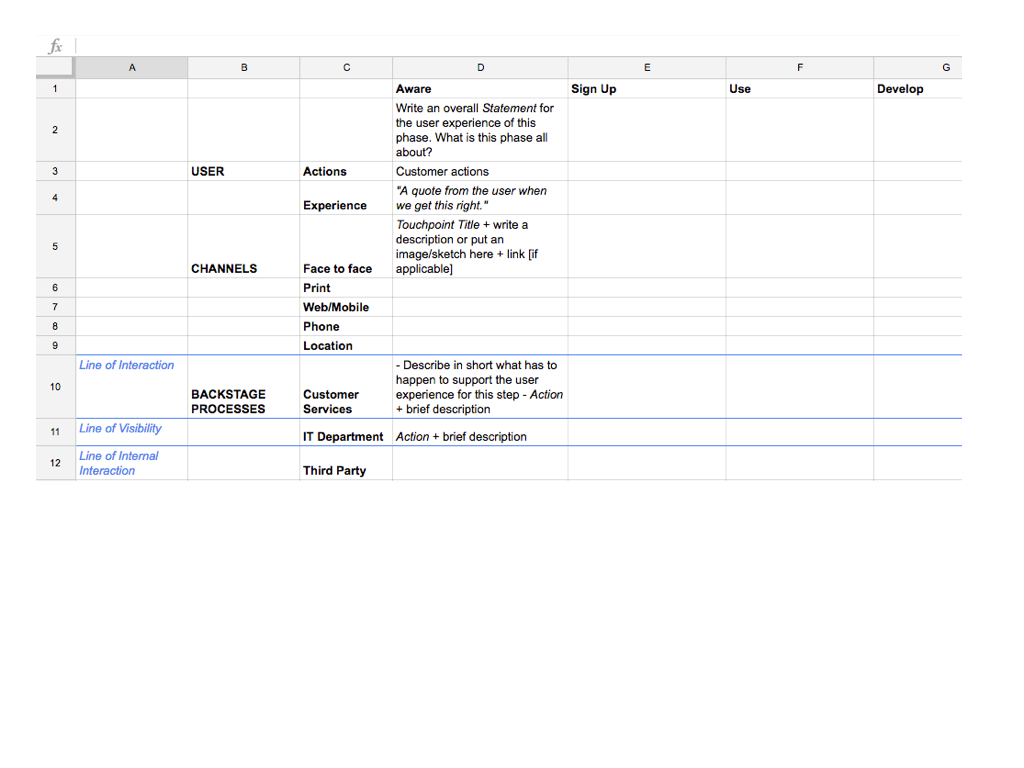 fx
A B C D E F G
1 Aware Sign Up Use Develop
2 Write an overall Statement for
the user experience of this
phase. What is this phase all
about?
3 USER Actions Customer actions
4 Experience "A quote from the user when
we get this right."
5 CHANNELS Face to face Touchpoint Title + write a
description or put an
image/sketch here + link [if
applicable]
6 Print
7 Web/Mobile
8 Phone
9 Location
10 Line of Interaction BACKSTAGE
PROCESSES Customer
Services - Describe in short what has to
happen to support the user
experience for this step - Action
+ brief description
11 Line of Visibility IT Department Action + brief description
12 Line of Internal
Interaction Third Party